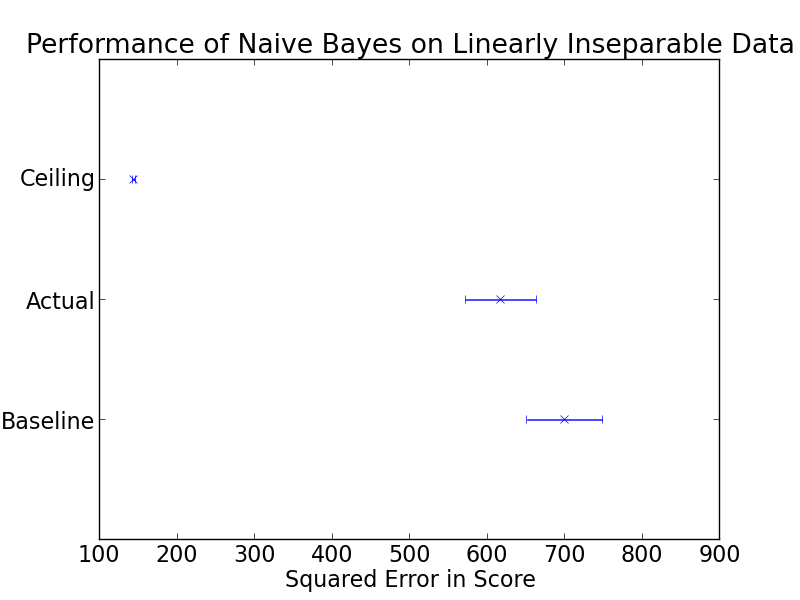 Performance of Naive Bayes on Linearly Inseparable Data
Ceiling
Actual
Baseline
100 200 300 400 500 600 700 800 900
Squared Error in Score